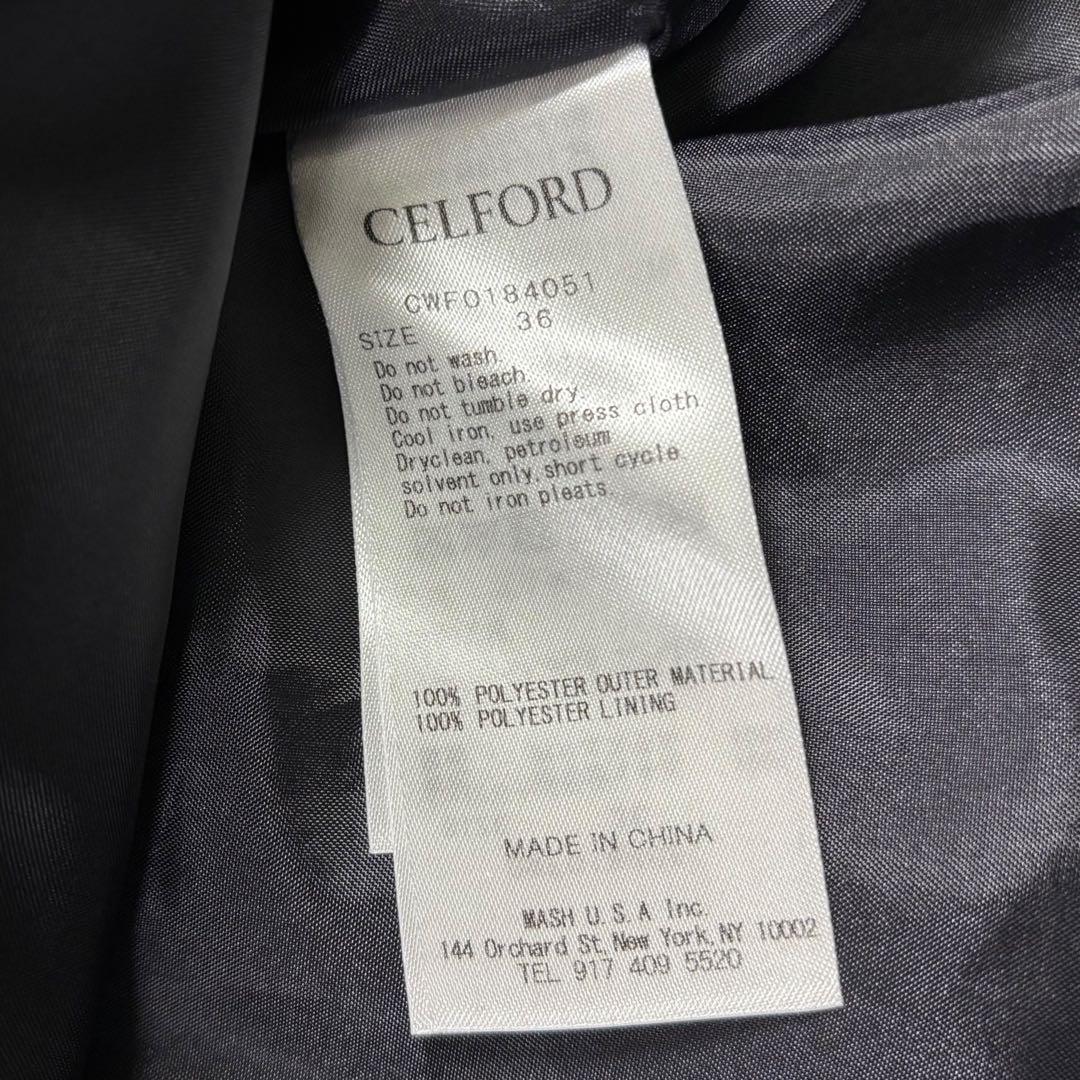 CELFORD
CWFO184051
SIZE 36
Do not wash.
Do not bleach.
Do not tumble dry.
Cool iron, use press cloth
Dryclean, petroleum
solvent only, short cycle
Do not iron pleats.
100% POLYESTER OUTER MATERIAL
100% POLYESTER LINING
MADE IN CHINA
MASH U.S.A Inc.
144 Orchard St, New York, NY 10002
TEL 917 409 5520